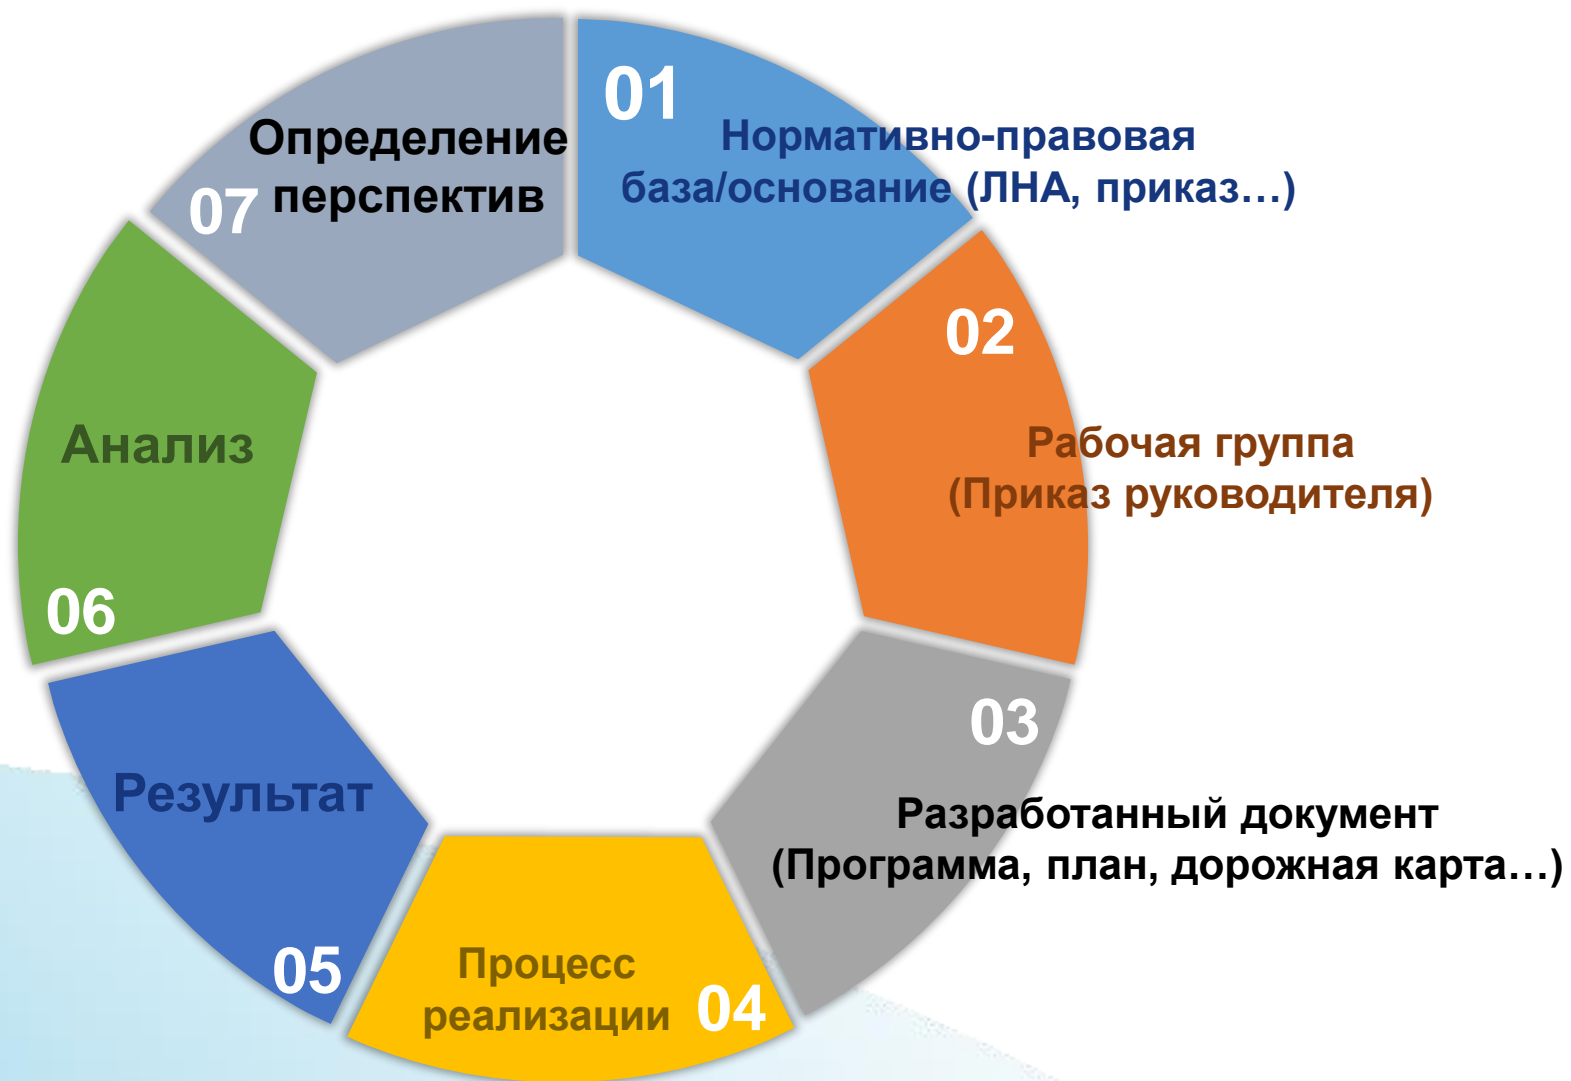 01
Нормативно-правовая
база/основание (ЛНА, приказ…)
02
Рабочая группа
(Приказ руководителя)
03
Разработанный документ
(Программа, план, дорожная карта…)
04
Процесс
реализации
05
Результат
06
Анализ
07
Определение
перспектив